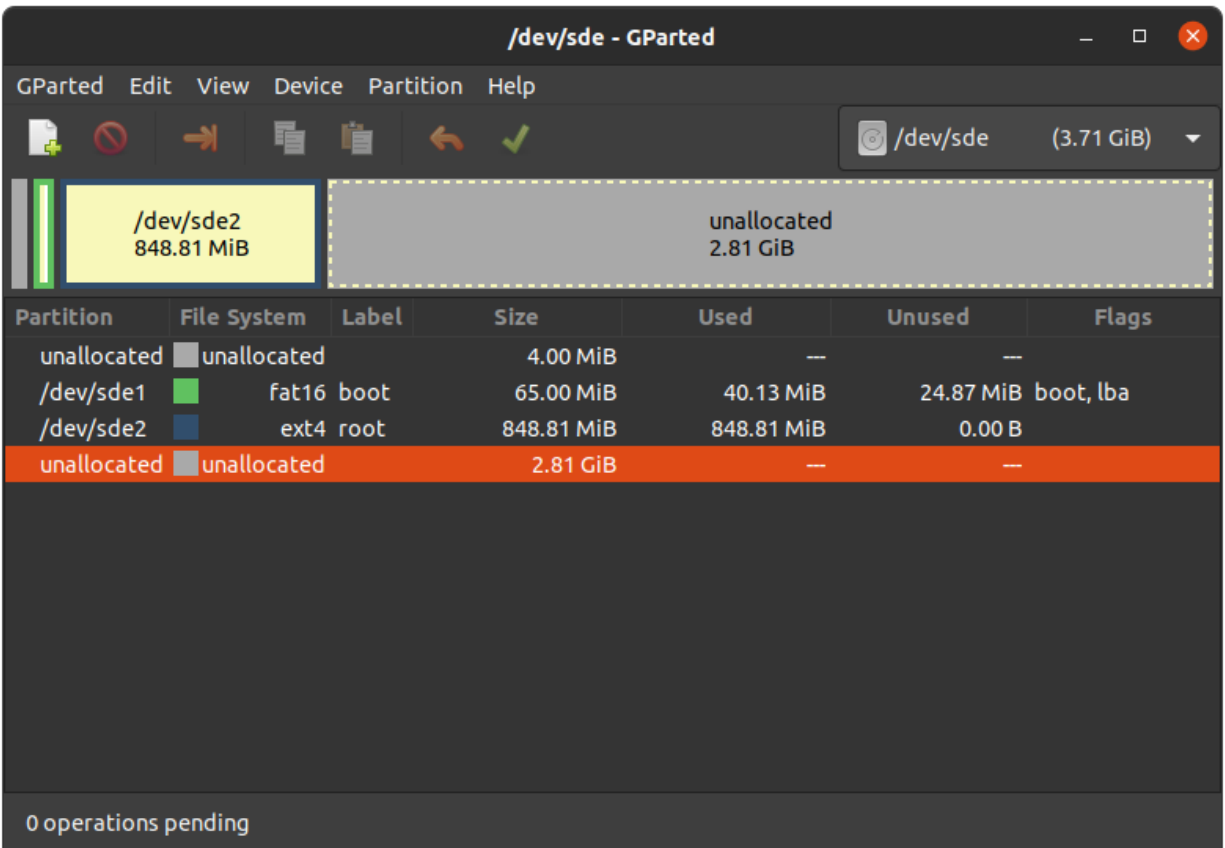 /dev/sde - GParted
GParted Edit View Device Partition Help
/dev/sde (3.71 GiB)
/dev/sde2
848.81 MiB
unallocated
2.81 GiB
Partition File System Label Size Used Unused Flags
unallocated unallocated 4.00 MiB --- ---
/dev/sde1 fat16 boot 65.00 MiB 40.13 MiB 24.87 MiB boot, lba
/dev/sde2 ext4 root 848.81 MiB 848.81 MiB 0.00 B
unallocated unallocated 2.81 GiB --- ---
0 operations pending